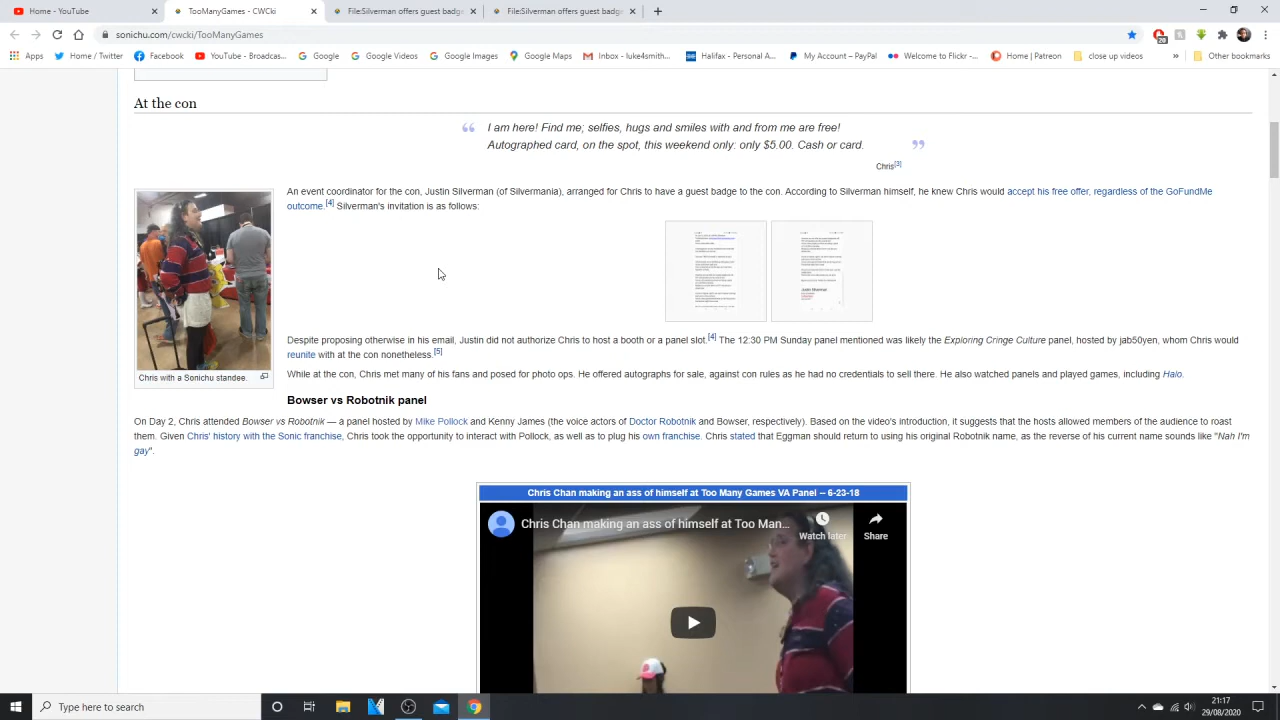 Home - YouTube
TooManyGames - CWCki
File:Silverman offers guest badg
File:Silverman offers guest badg
sonichu.com/cwcki/TooManyGames
20
Apps
Home / Twitter
Facebook
YouTube - Broadcas...
Google
Google Videos
Google Images
Google Maps
Inbox - luke4smith...
Halifax - Personal A...
My Account – PayPal
Welcome to Flickr -...
Home | Patreon
close up videos
»
Other bookmarks
At the con
“ I am here! Find me; selfies, hugs and smiles with and from me are free!
Autographed card, on the spot, this weekend only: only $5.00. Cash or card. ”
Chris[3]
An event coordinator for the con, Justin Silverman (of Silvermania), arranged for Chris to have a guest badge to the con. According to Silverman himself, he knew Chris would accept his free offer, regardless of the GoFundMe
outcome.[4] Silverman's invitation is as follows:
Despite proposing otherwise in his email, Justin did not authorize Chris to host a booth or a panel slot.[4] The 12:30 PM Sunday panel mentioned was likely the Exploring Cringe Culture panel, hosted by jab50yen, whom Chris would
reunite with at the con nonetheless.[5]
Chris with a Sonichu standee.
While at the con, Chris met many of his fans and posed for photo ops. He offered autographs for sale, against con rules as he had no credentials to sell there. He also watched panels and played games, including Halo.
Bowser vs Robotnik panel
On Day 2, Chris attended Bowser vs Robotnik — a panel hosted by Mike Pollock and Kenny James (the voice actors of Doctor Robotnik and Bowser, respectively). Based on the video's introduction, it suggests that the hosts allowed members of the audience to roast
them. Given Chris' history with the Sonic franchise, Chris took the opportunity to interact with Pollock, as well as to plug his own franchise. Chris stated that Eggman should return to using his original Robotnik name, as the reverse of his current name sounds like "Nah I'm
gay".
Chris Chan making an ass of himself at Too Many Games VA Panel – 6-23-18
Chris Chan making an ass of himself at Too Man...
Watch later
Share
Type here to search
21:17
29/08/2020